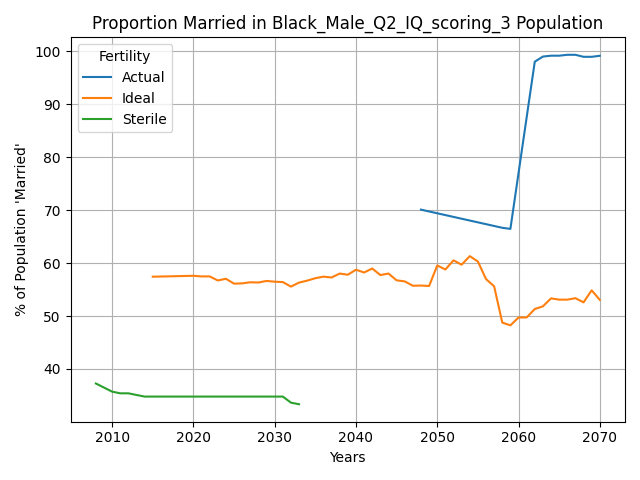 Proportion Married in Black_Male_Q2_IQ_scoring_3 Population
% of Population 'Married'
100
90
80
70
60
50
40
Fertility
Actual
Ideal
Sterile
2010
2020
2030
2040
2050
2060
2070
Years